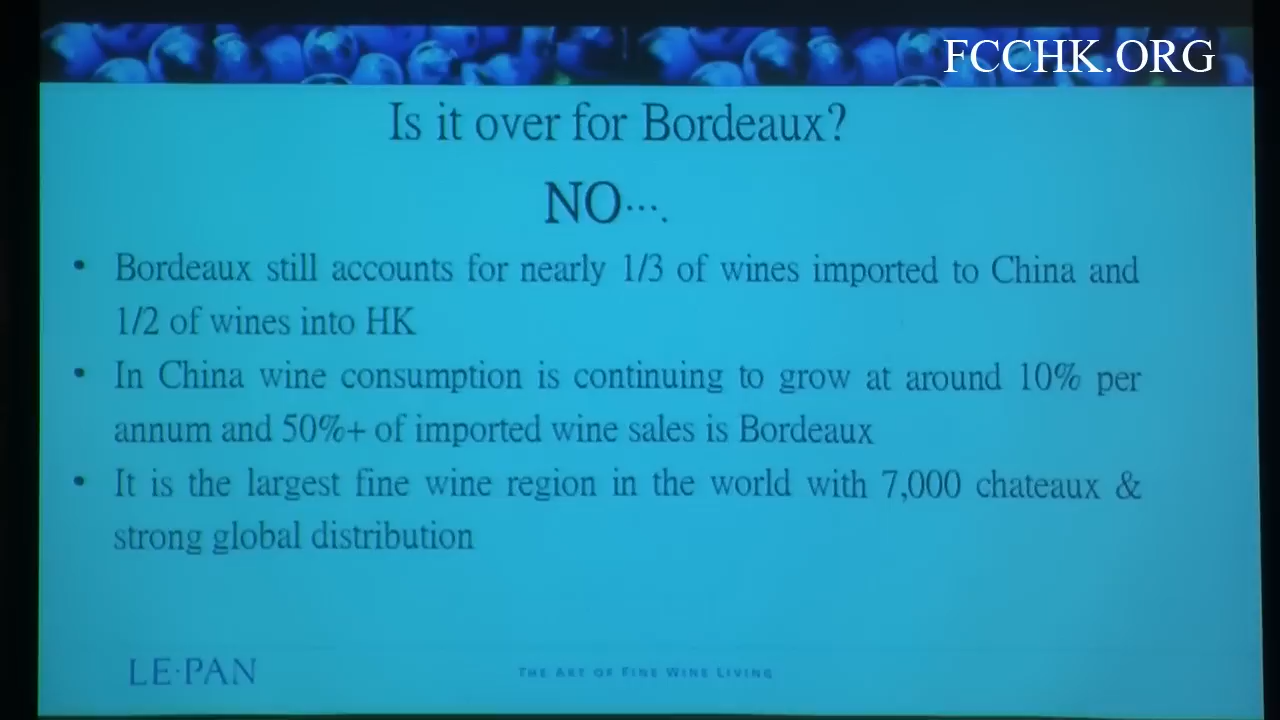 FCCHK.ORG
Is it over for Bordeaux?
NO….
• Bordeaux still accounts for nearly 1/3 of wines imported to China and
1/2 of wines into HK
• In China wine consumption is continuing to grow at around 10% per
annum and 50%+ of imported wine sales is Bordeaux
• It is the largest fine wine region in the world with 7,000 chateaux &
strong global distribution
LE·PAN
THE ART OF FINE WINE LIVING